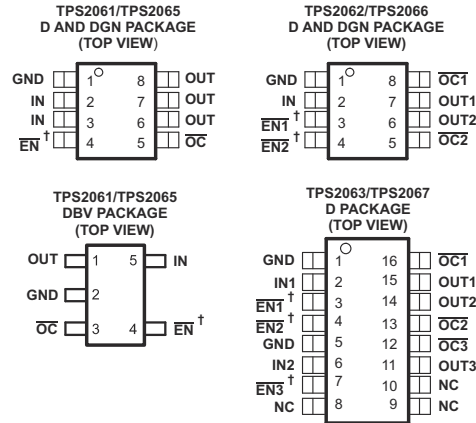 TPS2061/TPS2065
D AND DGN PACKAGE
(TOP VIEW)
GND 1 8 OUT
IN 2 7 OUT
IN 3 6 OUT
EN† 4 5 OC
TPS2062/TPS2066
D AND DGN PACKAGE
(TOP VIEW)
GND 1 8 OC1
IN 2 7 OUT1
EN1† 3 6 OUT2
EN2† 4 5 OC2
TPS2061/TPS2065
DBV PACKAGE
(TOP VIEW)
OUT 1 5 IN
GND 2
OC 3 4 EN†
TPS2063/TPS2067
D PACKAGE
(TOP VIEW)
GND 1 16 OC1
IN1 2 15 OUT1
EN1† 3 14 OUT2
EN2† 4 13 OC2
GND 5 12 OC3
IN2 6 11 OUT3
EN3† 7 10 NC
NC 8 9 NC